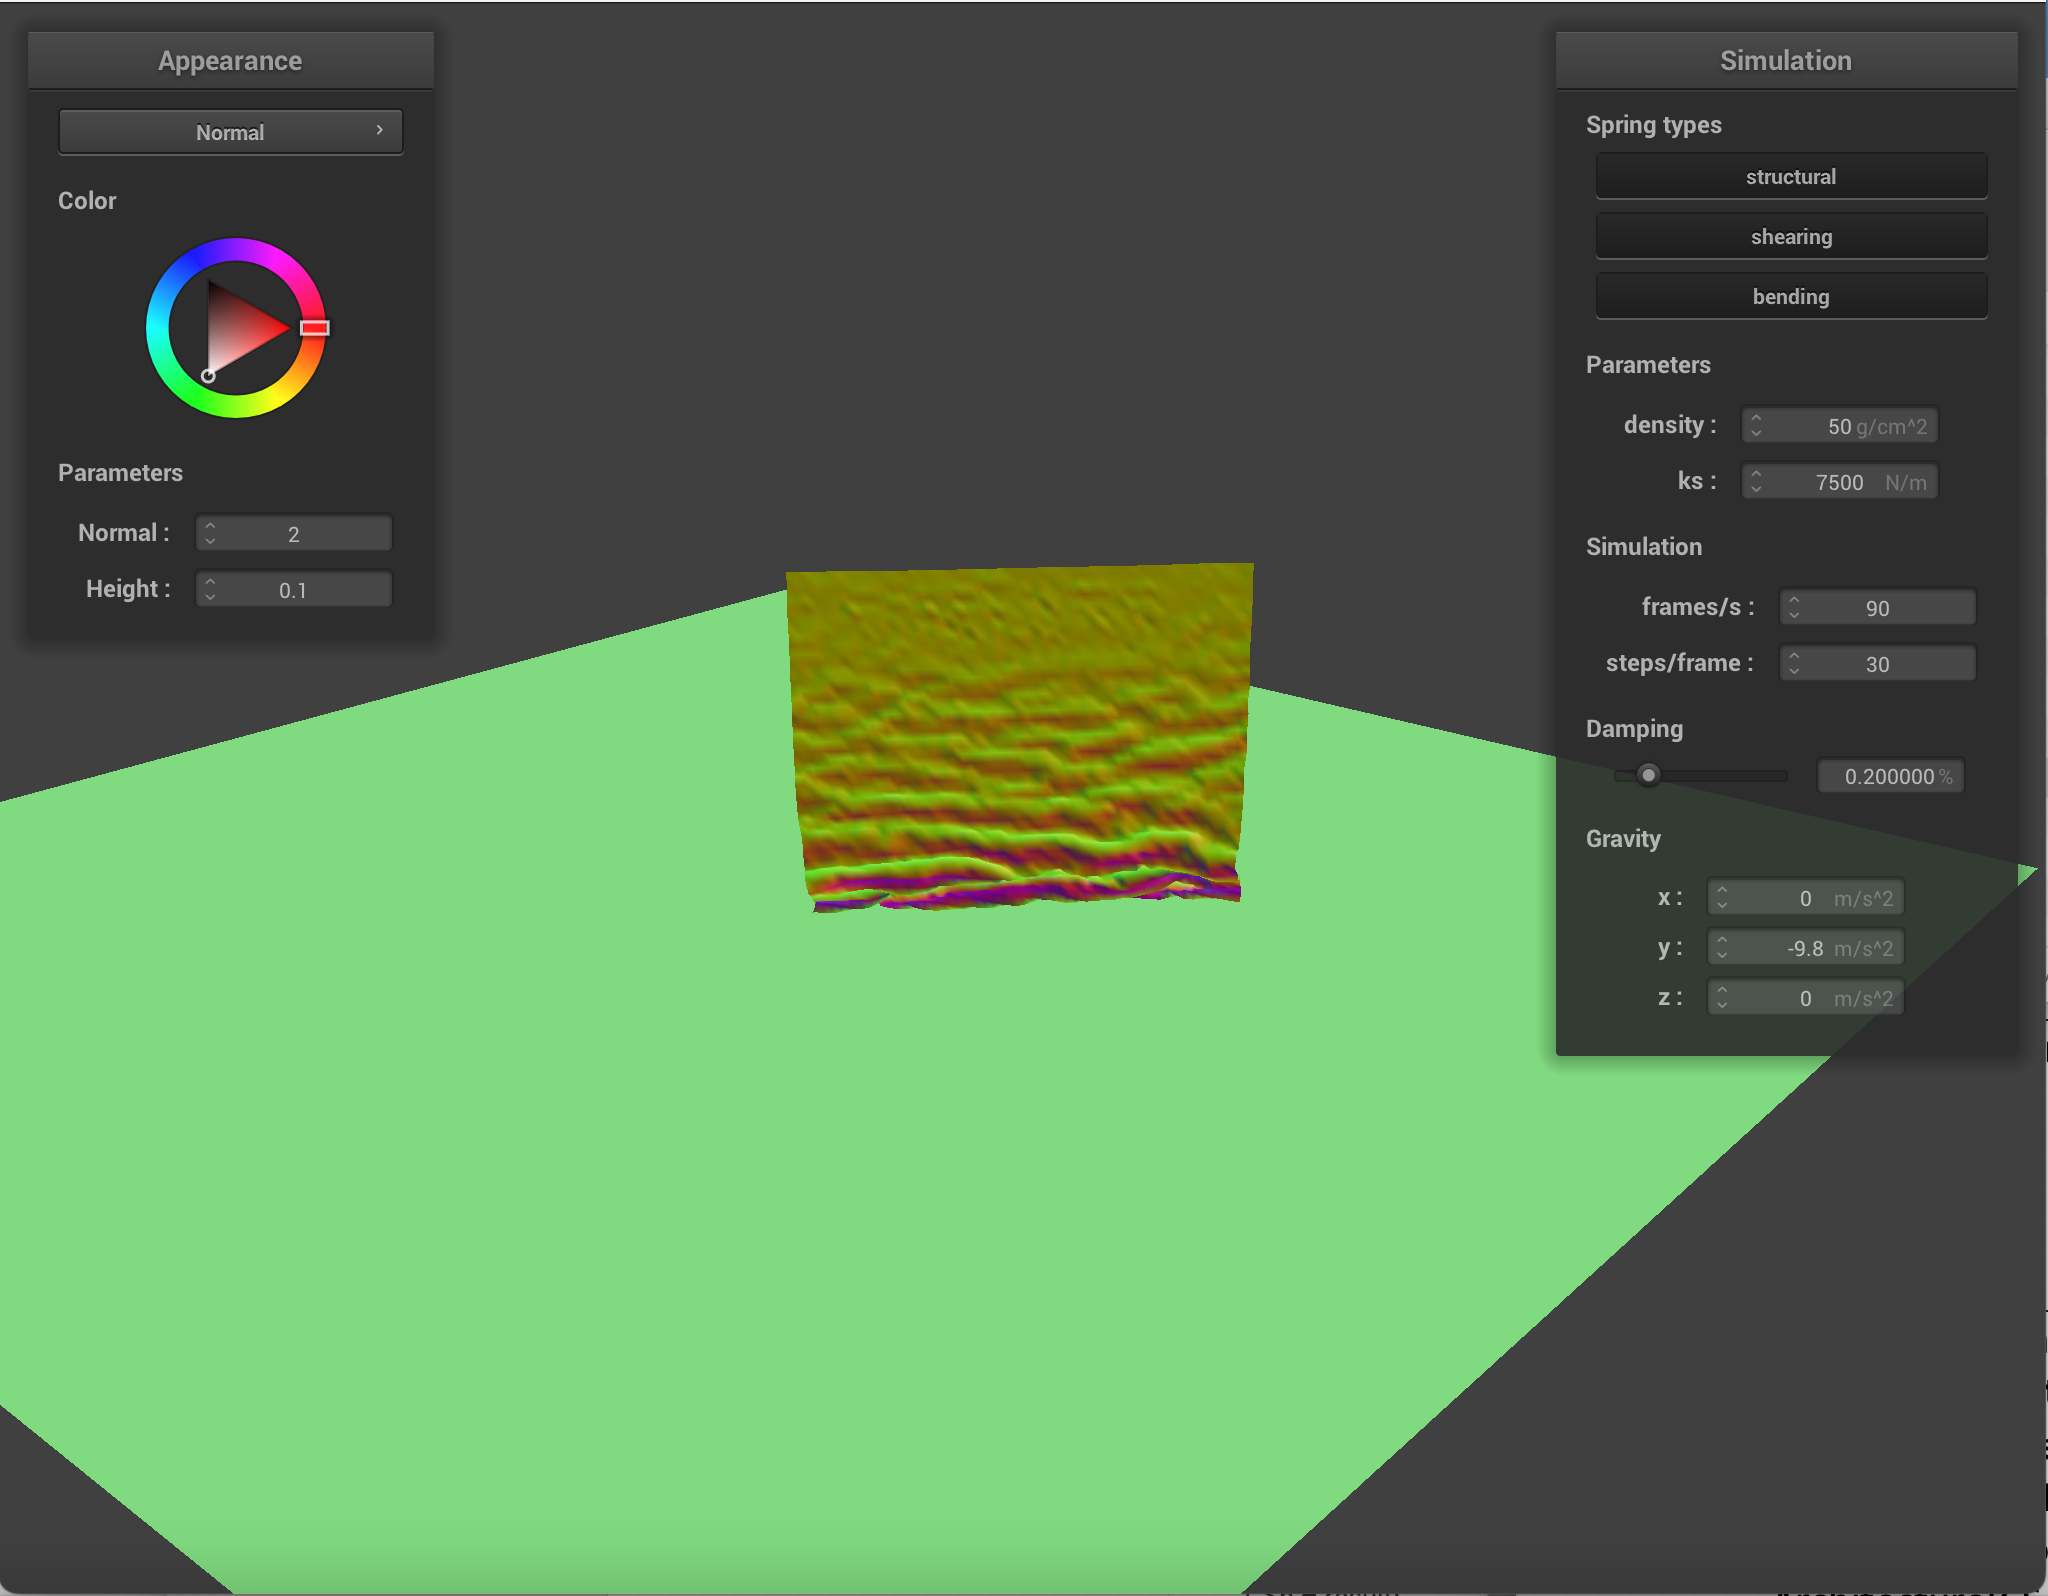 Appearance
Normal
Color
Parameters
Normal : 2
Height : 0.1
Simulation
Spring types
structural
shearing
bending
Parameters
density : 50 g/cm^2
ks : 7500 N/m
Simulation
frames/s : 90
steps/frame : 30
Damping
0.200000 %
Gravity
x : 0 m/s^2
y : -9.8 m/s^2
z : 0 m/s^2